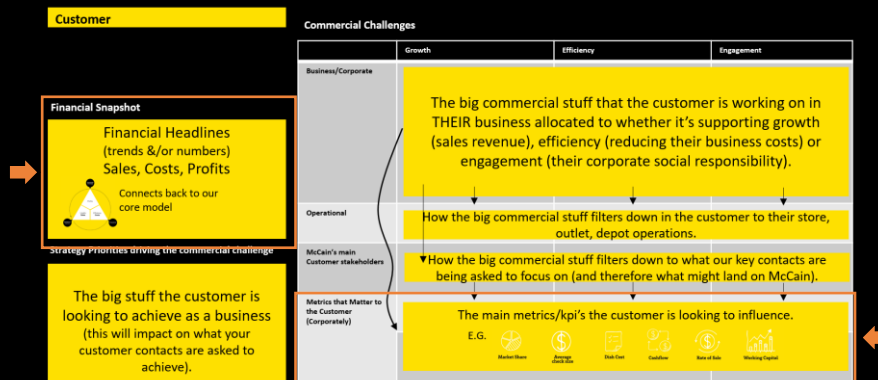 Customer
Commercial Challenges
Growth
Efficiency
Engagement
Business/Corporate
The big commercial stuff that the customer is working on in
THEIR business allocated to whether it's supporting growth
(sales revenue), efficiency (reducing their business costs) or
engagement (their corporate social responsibility).
Financial Snapshot
Financial Headlines
(trends &/or numbers)
Sales, Costs, Profits
Connects back to our
core model
Operational
How the big commercial stuff filters down in the customer to their store,
outlet, depot operations.
Strategy Priorities driving the commercial challenge
McCain's main
Customer stakeholders
How the big commercial stuff filters down to what our key contacts are
being asked to focus on (and therefore what might land on McCain).
The big stuff the customer is
looking to achieve as a business
(this will impact on what your
customer contacts are asked to
achieve).
Metrics that Matter to
the Customer
(Corporately)
The main metrics/kpi's the customer is looking to influence.
E.G.
Market Share
Average
check size
Dish Cost
Cashflow
Rate of Sale
Working Capital